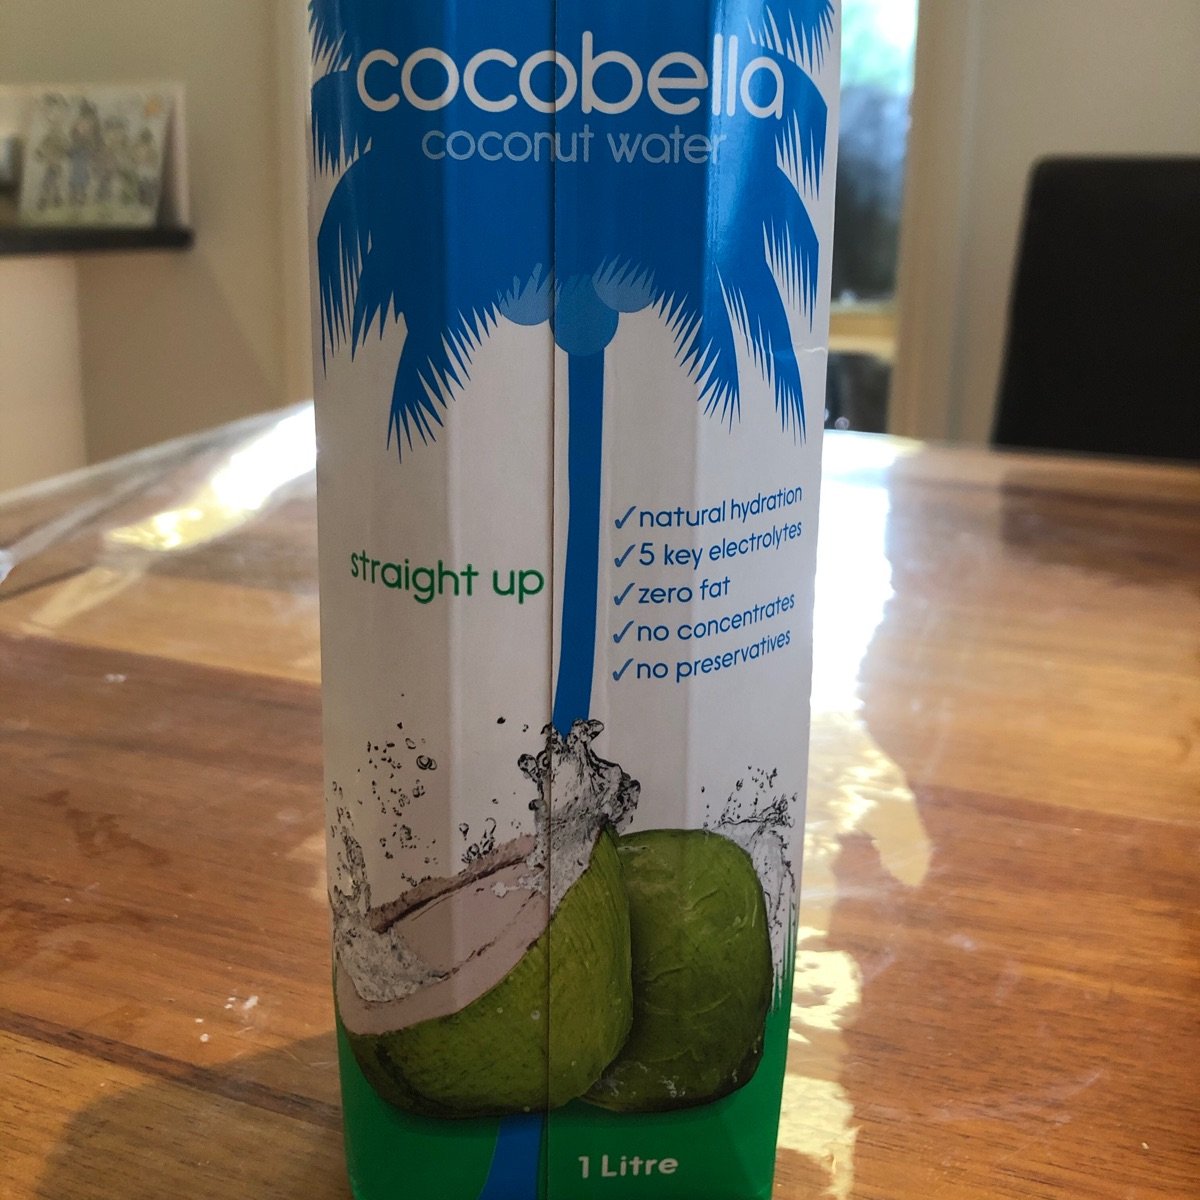 cocobella
coconut water
straight up
✓natural hydration
✓5 key electrolytes
✓zero fat
✓no concentrates
✓no preservatives
1 Litre